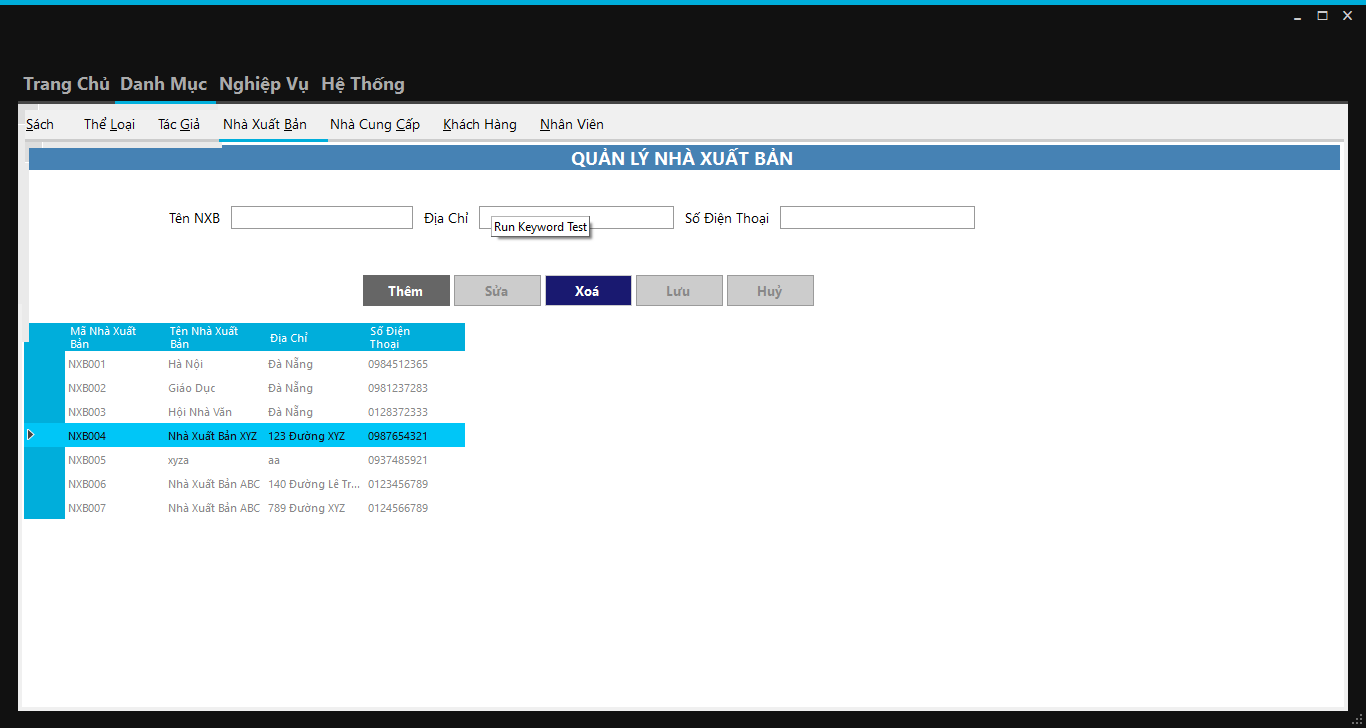 Trang Chủ Danh Mục Nghiệp Vụ Hệ Thống
Sách Thể Loại Tác Giả Nhà Xuất Bản Nhà Cung Cấp Khách Hàng Nhân Viên
QUẢN LÝ NHÀ XUẤT BẢN
Tên NXB Địa Chỉ Số Điện Thoại
Run Keyword Test
Thêm Sửa Xoá Lưu Huỷ
Mã Nhà Xuất Bản Tên Nhà Xuất Bản Địa Chỉ Số Điện Thoại
NXB001 Hà Nội Đà Nẵng 0984512365
NXB002 Giáo Dục Đà Nẵng 0981237283
NXB003 Hội Nhà Văn Đà Nẵng 0128372333
NXB004 Nhà Xuất Bản XYZ 123 Đường XYZ 0987654321
NXB005 xyza aa 0937485921
NXB006 Nhà Xuất Bản ABC 140 Đường Lê Tr... 0123456789
NXB007 Nhà Xuất Bản ABC 789 Đường XYZ 0124566789